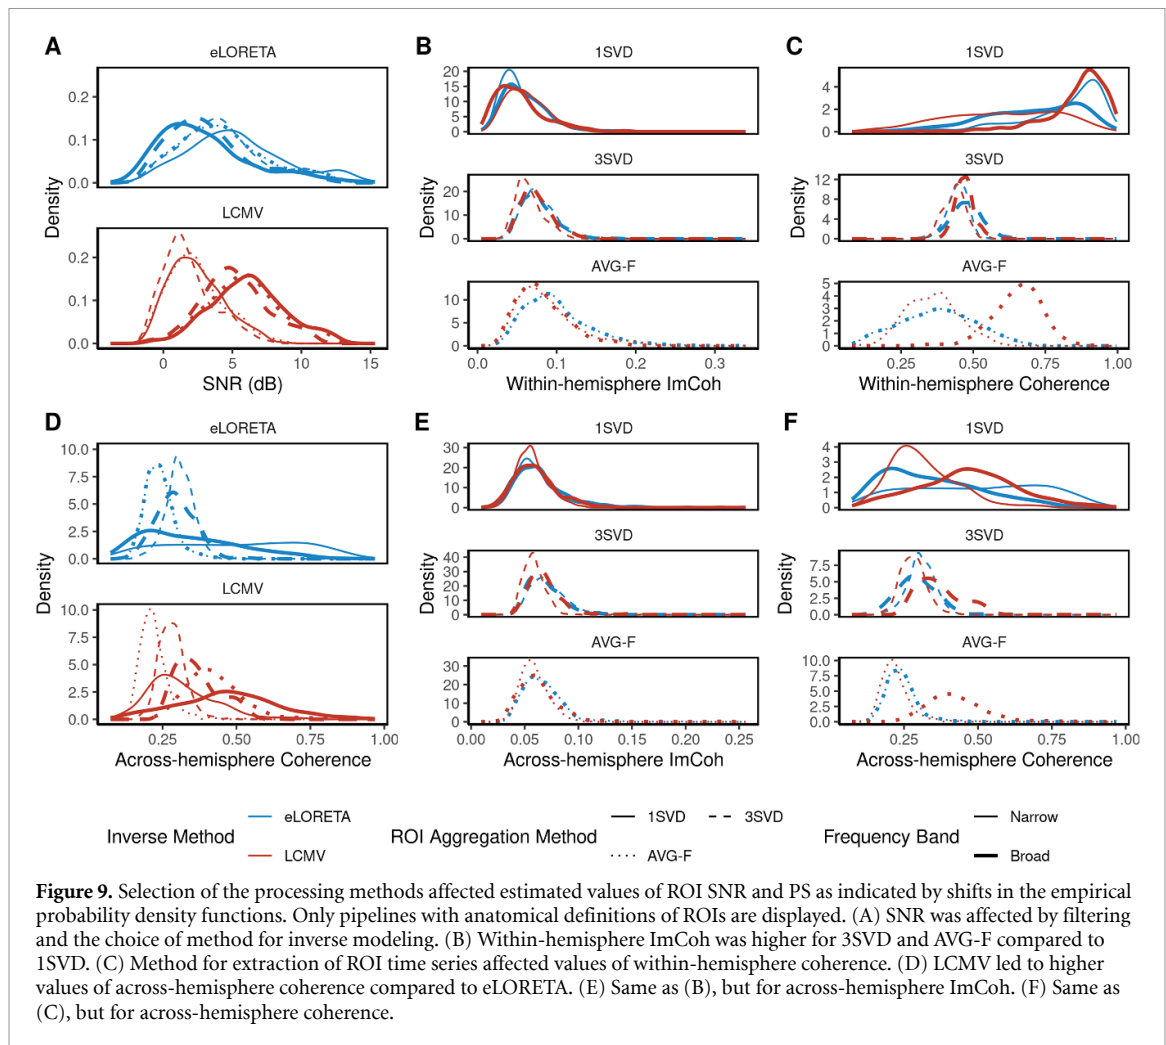 A
eLORETA
0.2
0.1
0.0
LCMV
0.2
0.1
0.0
Density
0 5 10 15
SNR (dB)
B
1SVD
20
15
10
5
0
3SVD
20
10
0
AVG-F
10
5
0
Density
0.0 0.1 0.2 0.3
Within-hemisphere ImCoh
C
1SVD
4
2
0
3SVD
12
8
4
0
AVG-F
5
4
3
2
1
0
Density
0.25 0.50 0.75 1.00
Within-hemisphere Coherence
D
eLORETA
10.0
7.5
5.0
2.5
0.0
LCMV
10.0
7.5
5.0
2.5
0.0
Density
0.25 0.50 0.75 1.00
Across-hemisphere Coherence
E
1SVD
30
20
10
0
3SVD
40
30
20
10
0
AVG-F
30
20
10
0
Density
0.00 0.05 0.10 0.15 0.20 0.25
Across-hemisphere ImCoh
F
1SVD
4
3
2
1
0
3SVD
7.5
5.0
2.5
0.0
AVG-F
10.0
7.5
5.0
2.5
0.0
Density
0.25 0.50 0.75 1.00
Across-hemisphere Coherence
Inverse Method
eLORETA
LCMV
ROI Aggregation Method
1SVD
3SVD
AVG-F
Frequency Band
Narrow
Broad
Figure 9. Selection of the processing methods affected estimated values of ROI SNR and PS as indicated by shifts in the empirical
probability density functions. Only pipelines with anatomical definitions of ROIs are displayed. (A) SNR was affected by filtering
and the choice of method for inverse modeling. (B) Within-hemisphere ImCoh was higher for 3SVD and AVG-F compared to
1SVD. (C) Method for extraction of ROI time series affected values of within-hemisphere coherence. (D) LCMV led to higher
values of across-hemisphere coherence compared to eLORETA. (E) Same as (B), but for across-hemisphere ImCoh. (F) Same as
(C), but for across-hemisphere coherence.